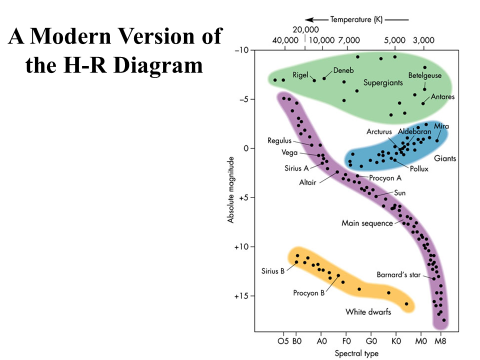 A Modern Version of
the H-R Diagram
Temperature (K)
20,000
40,000 10,000 7,000 5,000 3,000
−10
Rigel
Deneb
Supergiants
Betelgeuse
−5
Antares
Arcturus
Aldebaran
Mira
Regulus
0
Vega
Giants
Sirius A
Pollux
Altair
Procyon A
Sun
+5
Absolute magnitude
Main sequence
+10
Sirius B
Barnard's star
Procyon B
+15
White dwarfs
O5 B0 A0 F0 G0 K0 M0 M8
Spectral type